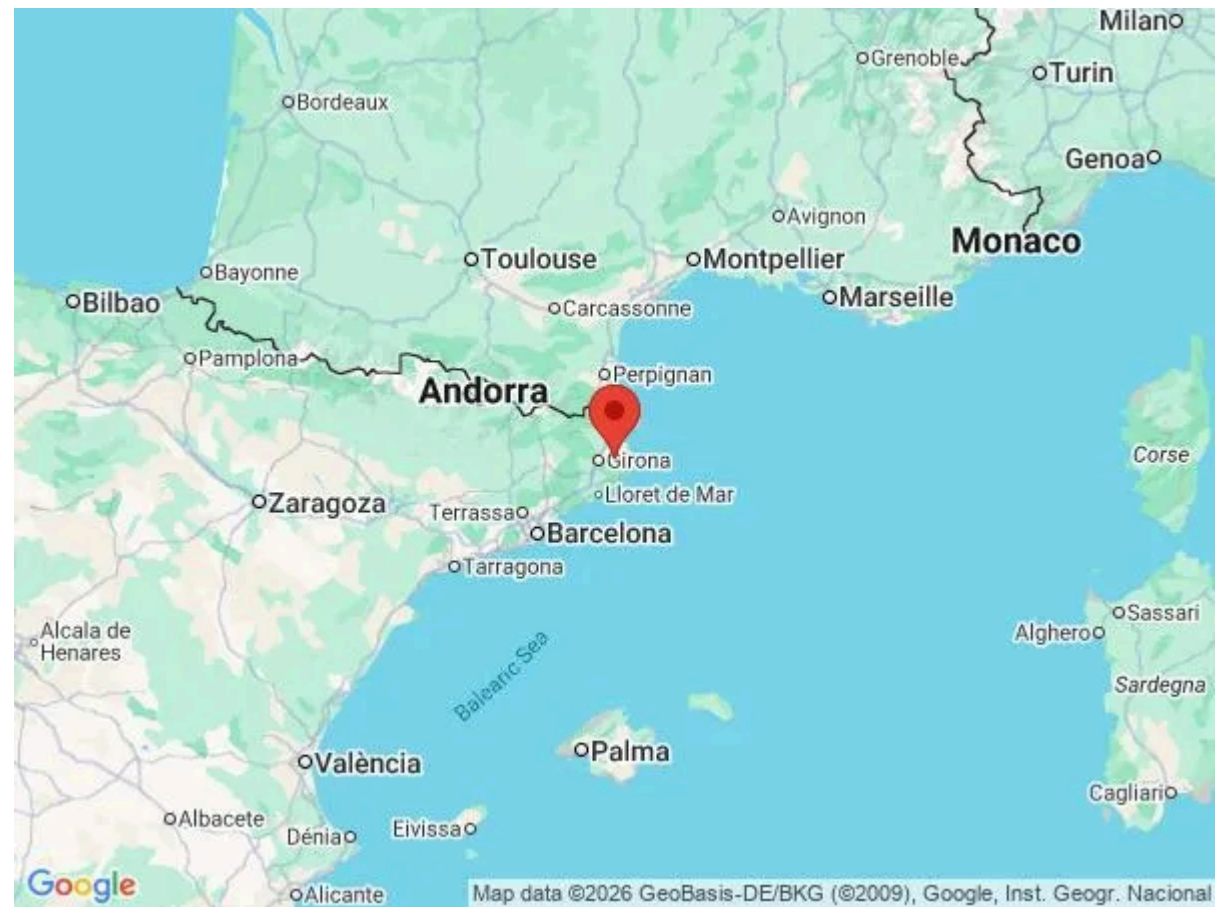 Milan
Grenoble
Turin
Bordeaux
Genoa
Avignon
Monaco
Toulouse
Montpellier
Bayonne
Bilbao
Marseille
Carcassonne
Pamplona
Perpignan
Andorra
Corse
Girona
Lloret de Mar
Zaragoza
Terrassa
Barcelona
Tarragona
Sassari
Alcala de
Henares
Alghero
Balearic Sea
Sardegna
Palma
València
Cagliari
Albacete
Eivissa
Dénia
Google
Alicante
Map data ©2026 GeoBasis-DE/BKG (©2009), Google, Inst. Geogr. Nacional